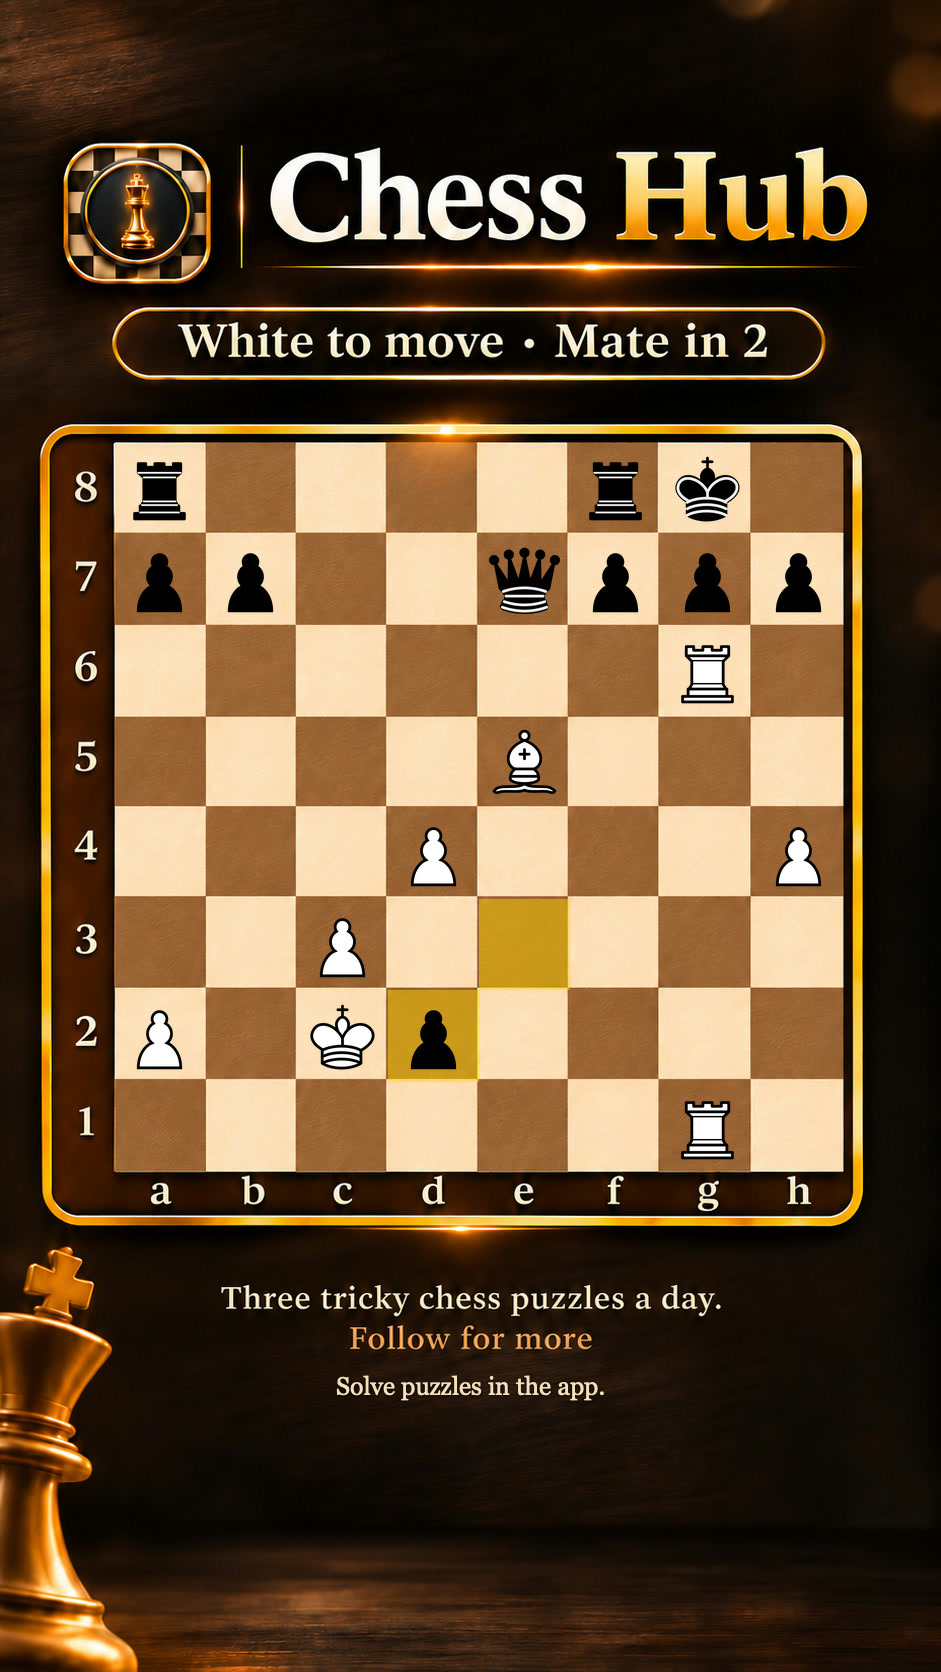 Chess Hub
White to move • Mate in 2
8
7
6
5
4
3
2
1
a b c d e f g h
Three tricky chess puzzles a day.
Follow for more
Solve puzzles in the app.